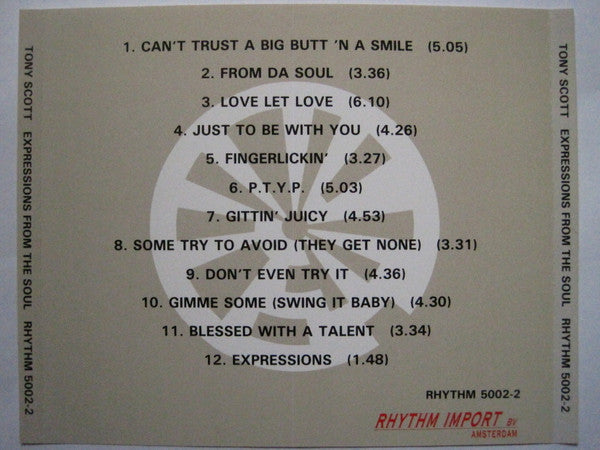 TONY SCOTT EXPRESSIONS FROM THE SOUL RHYTHM 5002-2
1. CAN'T TRUST A BIG BUTT 'N A SMILE (5.05)
2. FROM DA SOUL (3.36)
3. LOVE LET LOVE (6.10)
4. JUST TO BE WITH YOU (4.26)
5. FINGERLICKIN' (3.27)
6. P.T.Y.P. (5.03)
7. GITTIN' JUICY (4.53)
8. SOME TRY TO AVOID (THEY GET NONE) (3.31)
9. DON'T EVEN TRY IT (4.36)
10. GIMME SOME (SWING IT BABY) (4.30)
11. BLESSED WITH A TALENT (3.34)
12. EXPRESSIONS (1.48)
RHYTHM 5002-2
RHYTHM IMPORT BV
AMSTERDAM
TONY SCOTT EXPRESSIONS FROM THE SOUL RHYTHM 5002-2